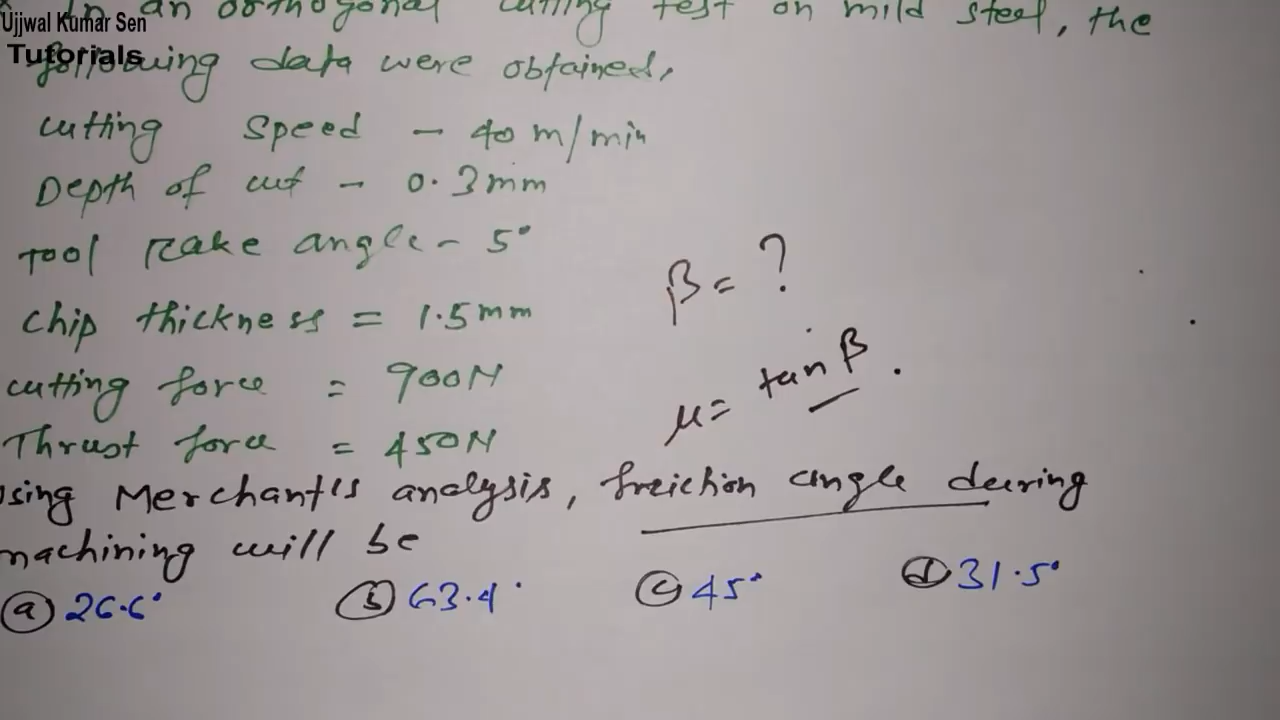 In an orthogonal cutting test on mild steel, the
Ujjwal Kumar Sen
Tutorials
following data were obtained,
cutting speed - 40 m/min
Depth of cut - 0.3mm
Tool Rake angle - 5°
Chip thickness = 1.5mm
cutting force = 900N
Thrust force = 450N
β = ?
μ = tan β.
using Merchant's analysis, friction angle during
machining will be
(a) 26.6° (b) 63.4° (c) 45° (d) 31.5°